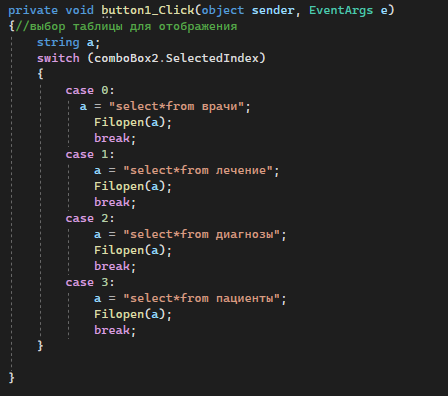 private void button1_Click(object sender, EventArgs e)
{//выбор таблицы для отображения
string a;
switch (comboBox2.SelectedIndex)
{
case 0:
a = "select*from врачи";
Filopen(a);
break;
case 1:
a = "select*from лечение";
Filopen(a);
break;
case 2:
a = "select*from диагнозы";
Filopen(a);
break;
case 3:
a = "select*from пациенты";
Filopen(a);
break;
}
}